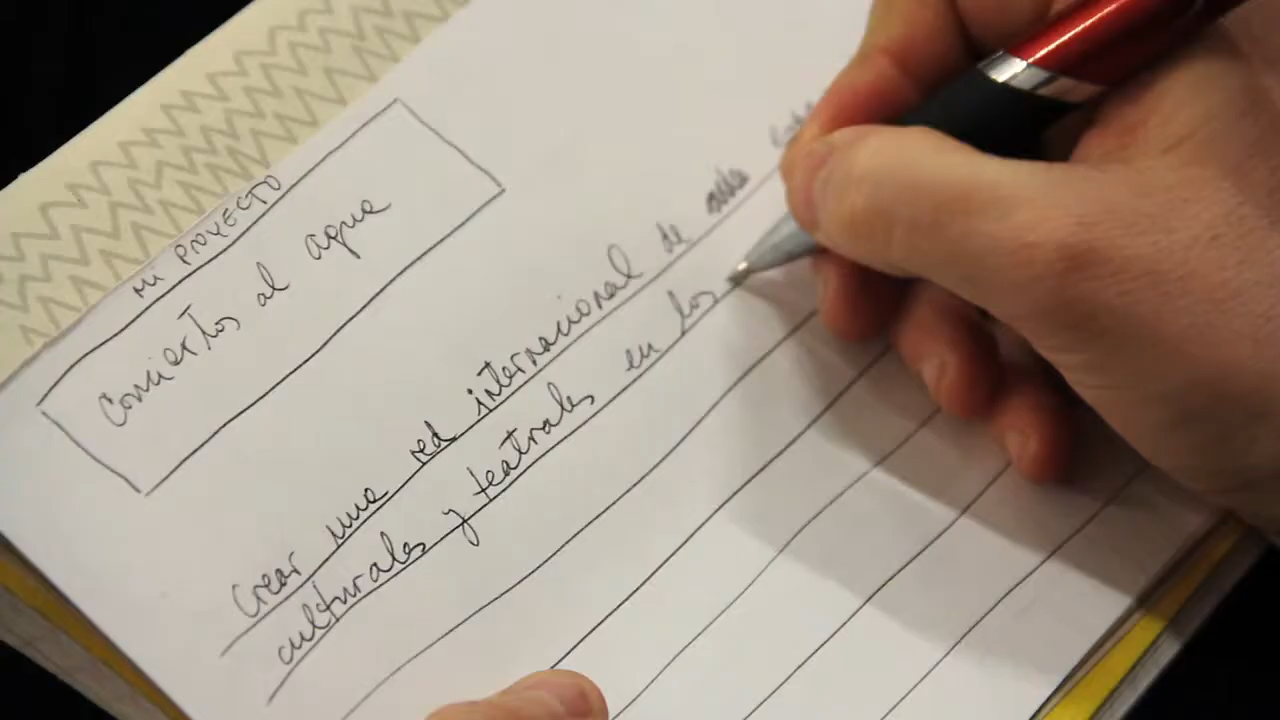 MI PROYECTO
Conciertos al agua
Crear una red internacional de
culturales y teatrales en los